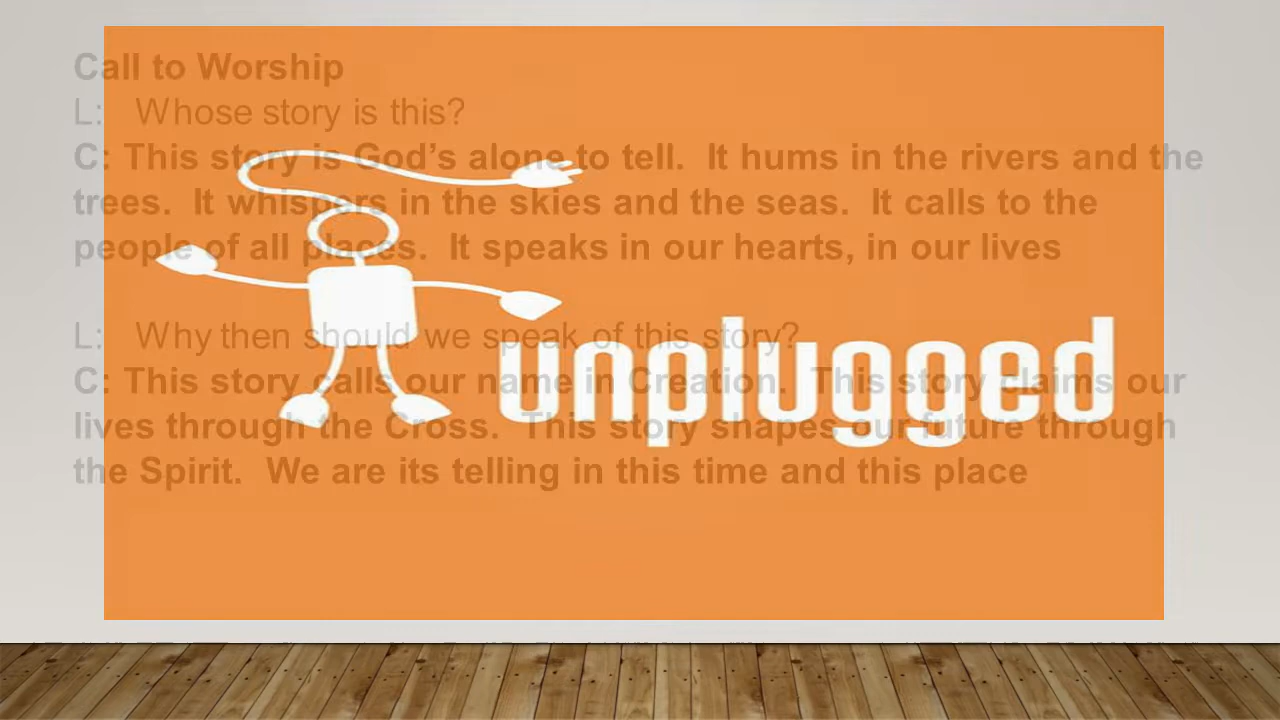 Call to Worship
L: Whose story is this?
C: This story is God’s alone to tell. It hums in the rivers and the
trees. It whispers in the skies and the seas. It calls to the
people of all places. It speaks in our hearts, in our lives
L: Why then should we speak of this story?
C: This story calls our name in Creation. This story claims our
lives through the Cross. This story shapes our future through
the Spirit. We are its telling in this time and this place
unplugged